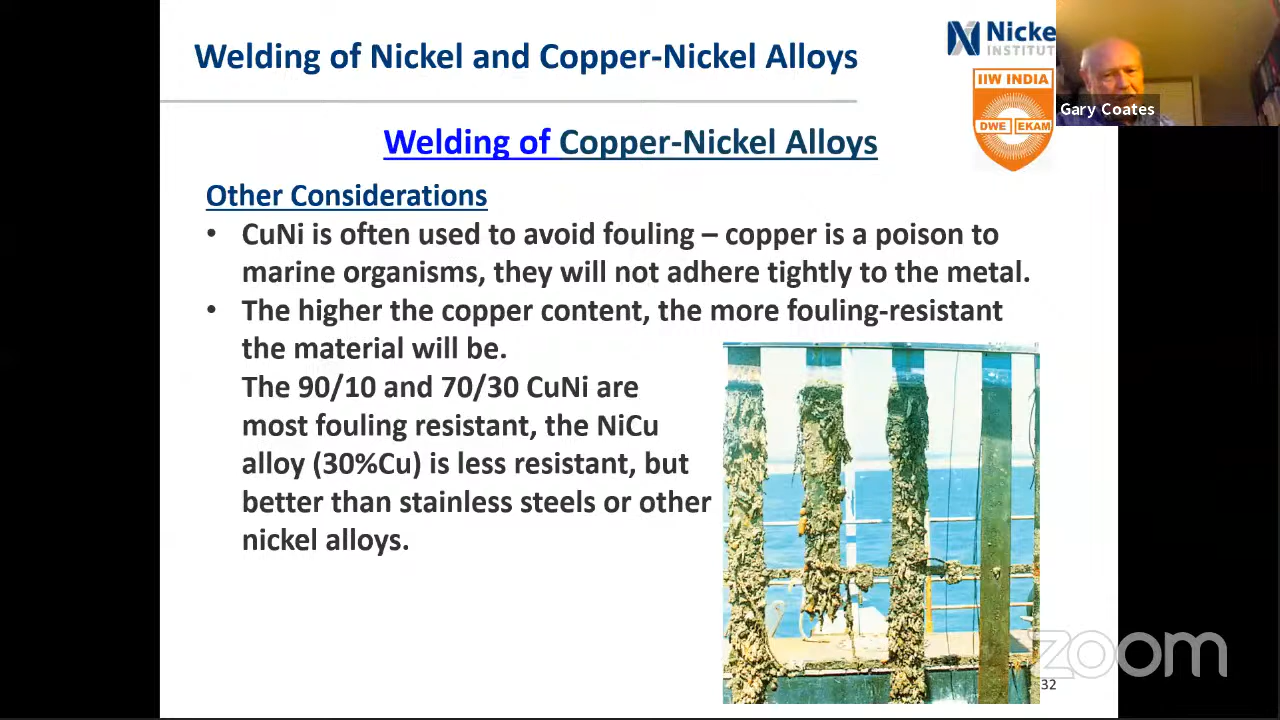 Welding of Nickel and Copper-Nickel Alloys
Nicke
INSTITUT
IIW INDIA
DWE EKAM
Gary Coates
Welding of Copper-Nickel Alloys
Other Considerations
• CuNi is often used to avoid fouling – copper is a poison to
marine organisms, they will not adhere tightly to the metal.
• The higher the copper content, the more fouling-resistant
the material will be.
The 90/10 and 70/30 CuNi are
most fouling resistant, the NiCu
alloy (30%Cu) is less resistant, but
better than stainless steels or other
nickel alloys.
zoom
32